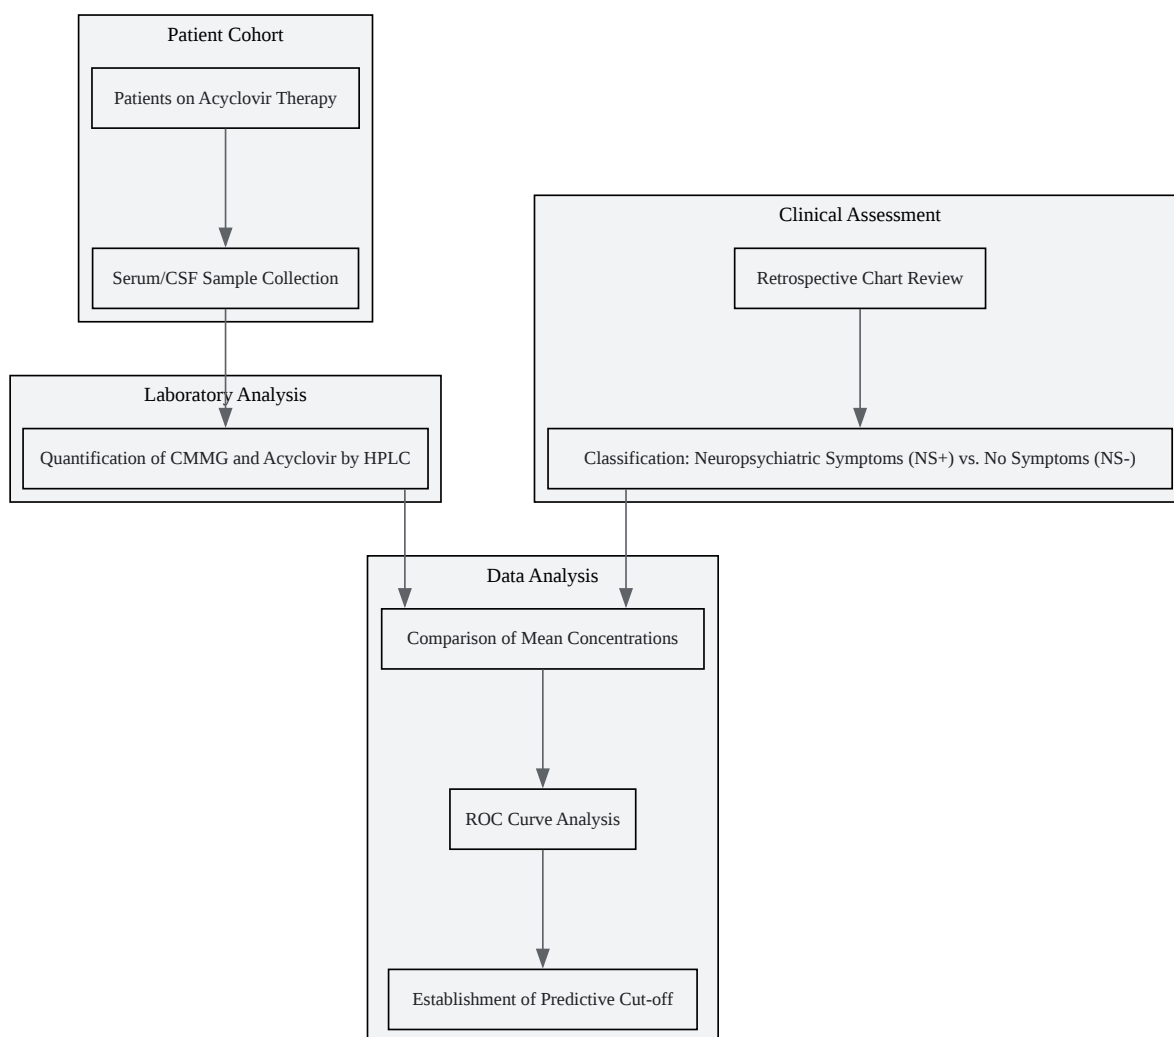 Patient Cohort
Patients on Acyclovir Therapy
Serum/CSF Sample Collection
Clinical Assessment
Retrospective Chart Review
Classification: Neuropsychiatric Symptoms (NS+) vs. No Symptoms (NS-)
Laboratory Analysis
Quantification of CMMG and Acyclovir by HPLC
Data Analysis
Comparison of Mean Concentrations
ROC Curve Analysis
Establishment of Predictive Cut-off